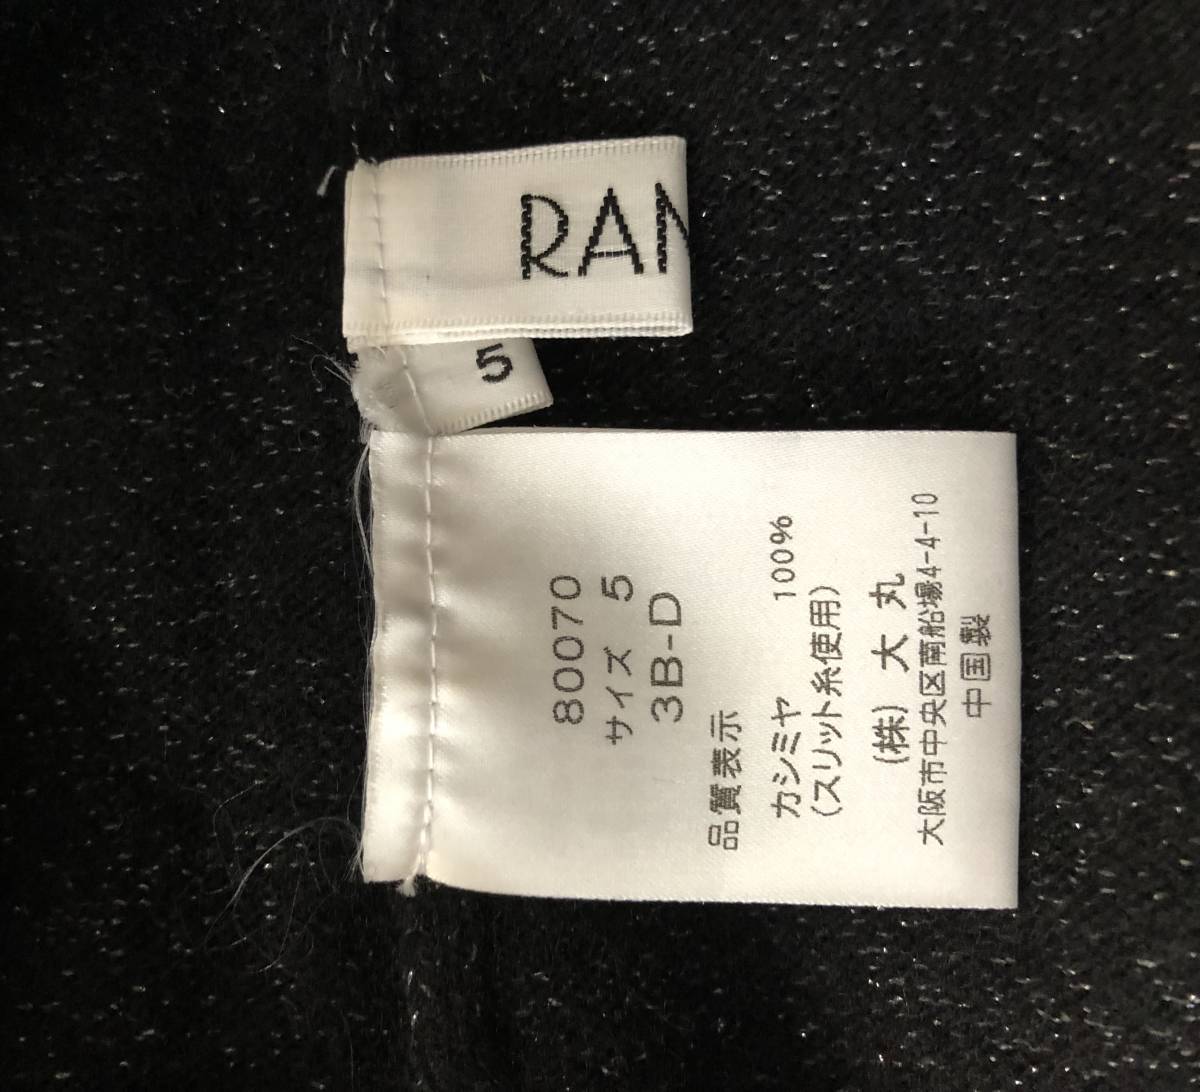 RAN
5
80070
サイズ 5
3B-D
品質表示
カシミヤ 100%
(スリット糸使用)
(株) 大丸
大阪市中央区南船場4-4-10
中国製